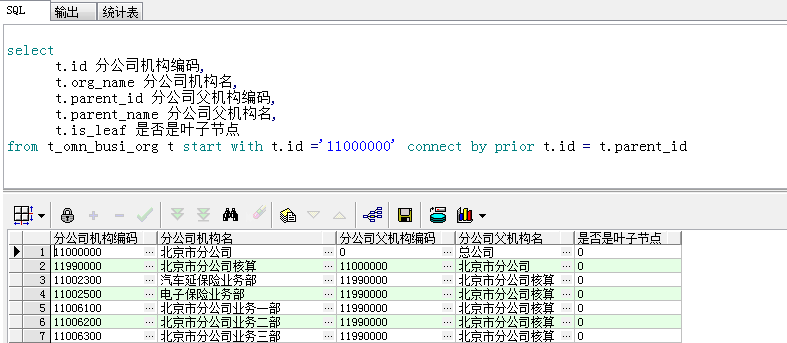 SQL 输出 统计表
select
t.id 分公司机构编码,
t.org_name 分公司机构名,
t.parent_id 分公司父机构编码,
t.parent_name 分公司父机构名,
t.is_leaf 是否是叶子节点
from t_omn_busi_org t start with t.id ='11000000' connect by prior t.id = t.parent_id
分公司机构编码 分公司机构名 分公司父机构编码 分公司父机构名 是否是叶子节点
1 11000000 北京市分公司 0 总公司 0
2 11990000 北京市分公司核算 11000000 北京市分公司 0
3 11002300 汽车延保险业务部 11990000 北京市分公司核算 0
4 11002500 电子保险业务部 11990000 北京市分公司核算 0
5 11006100 北京市分公司业务一部 11990000 北京市分公司核算 0
6 11006200 北京市分公司业务二部 11990000 北京市分公司核算 0
7 11006300 北京市分公司业务三部 11990000 北京市分公司核算 0